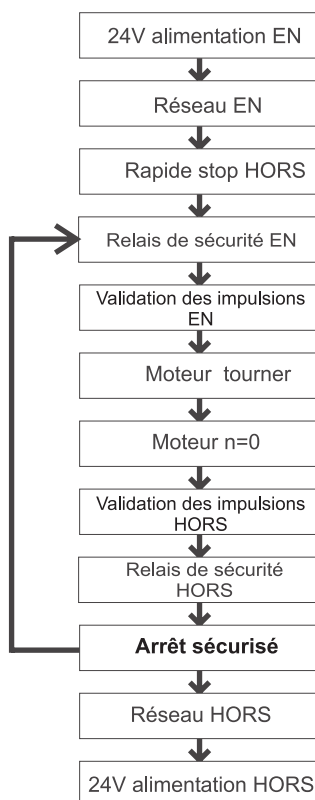 24V alimentation EN
Réseau EN
Rapide stop HORS
Relais de sécurité EN
Validation des impulsions
EN
Moteur tourner
Moteur n=0
Validation des impulsions
HORS
Relais de sécurité
HORS
Arrêt sécurisé
Réseau HORS
24V alimentation HORS